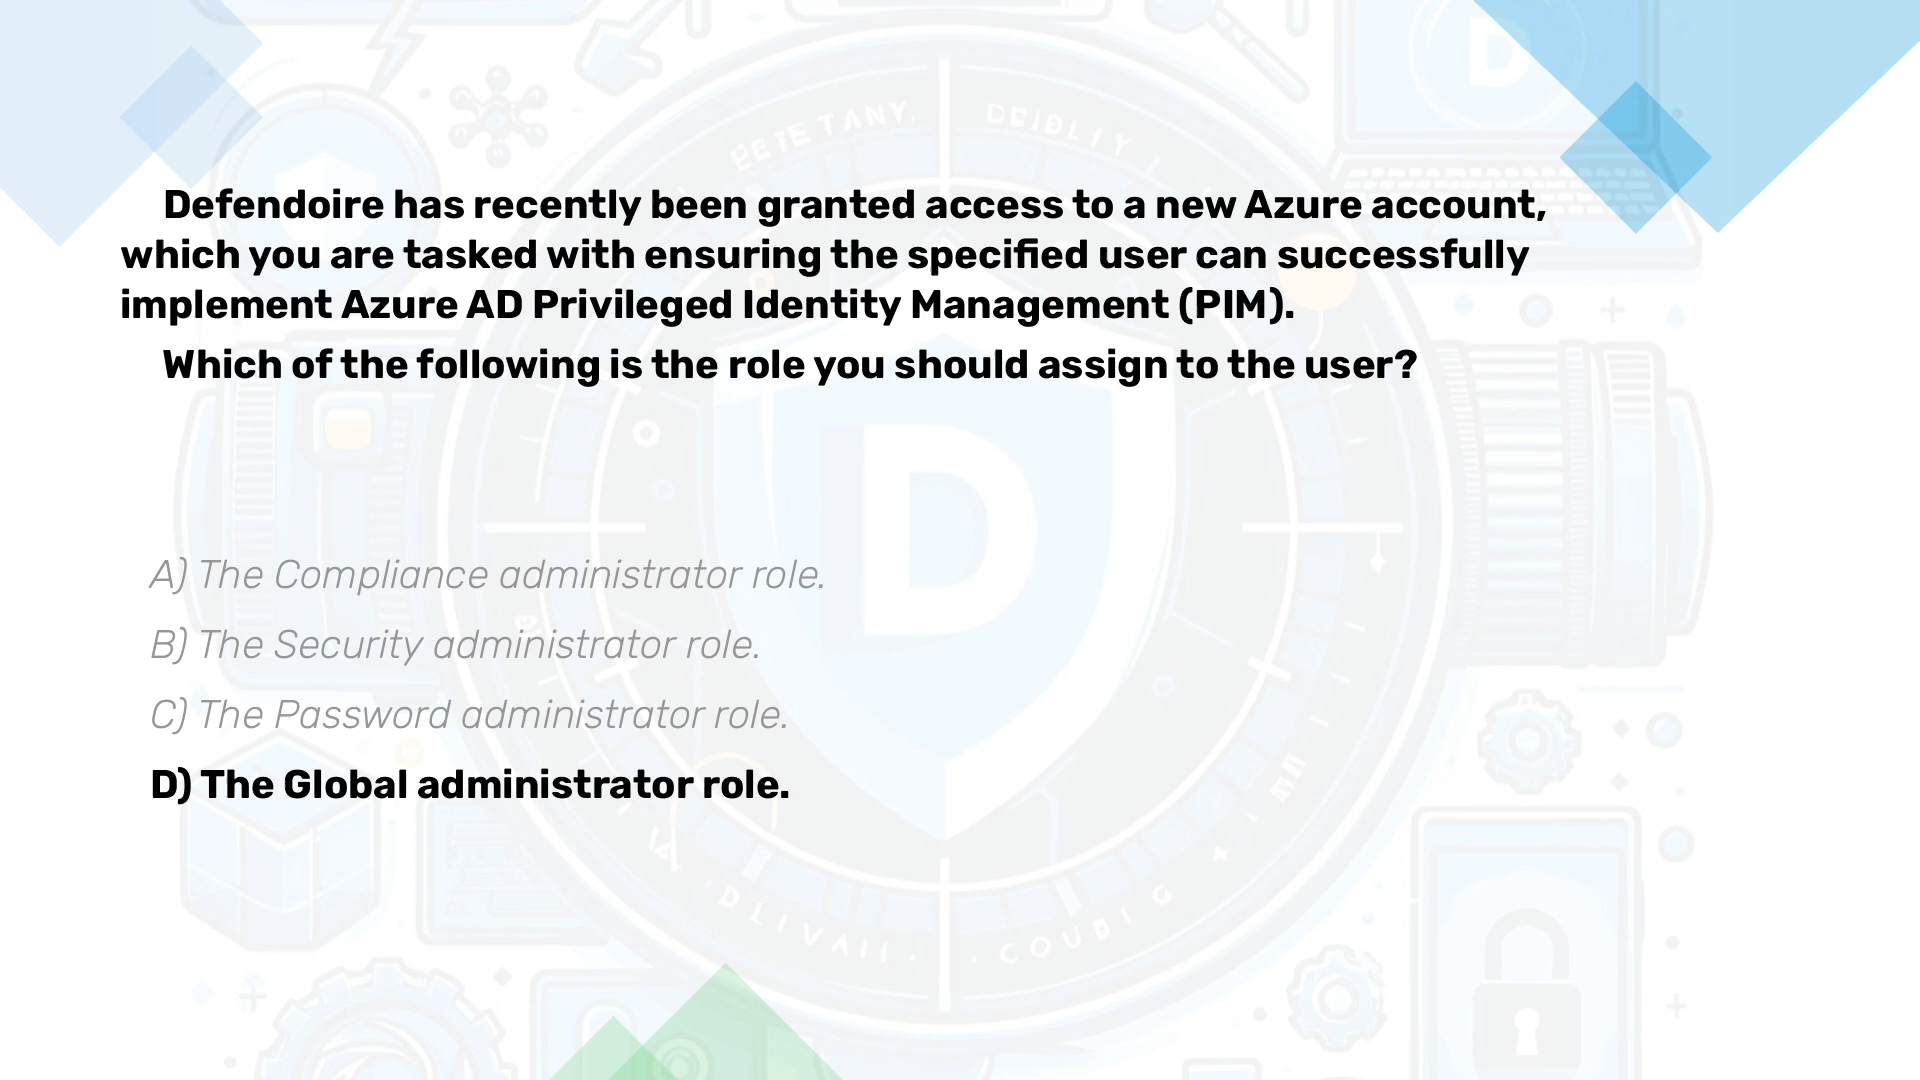 Defendoire has recently been granted access to a new Azure account,
which you are tasked with ensuring the specified user can successfully
implement Azure AD Privileged Identity Management (PIM).
Which of the following is the role you should assign to the user?
A) The Compliance administrator role.
B) The Security administrator role.
C) The Password administrator role.
D) The Global administrator role.
D
D